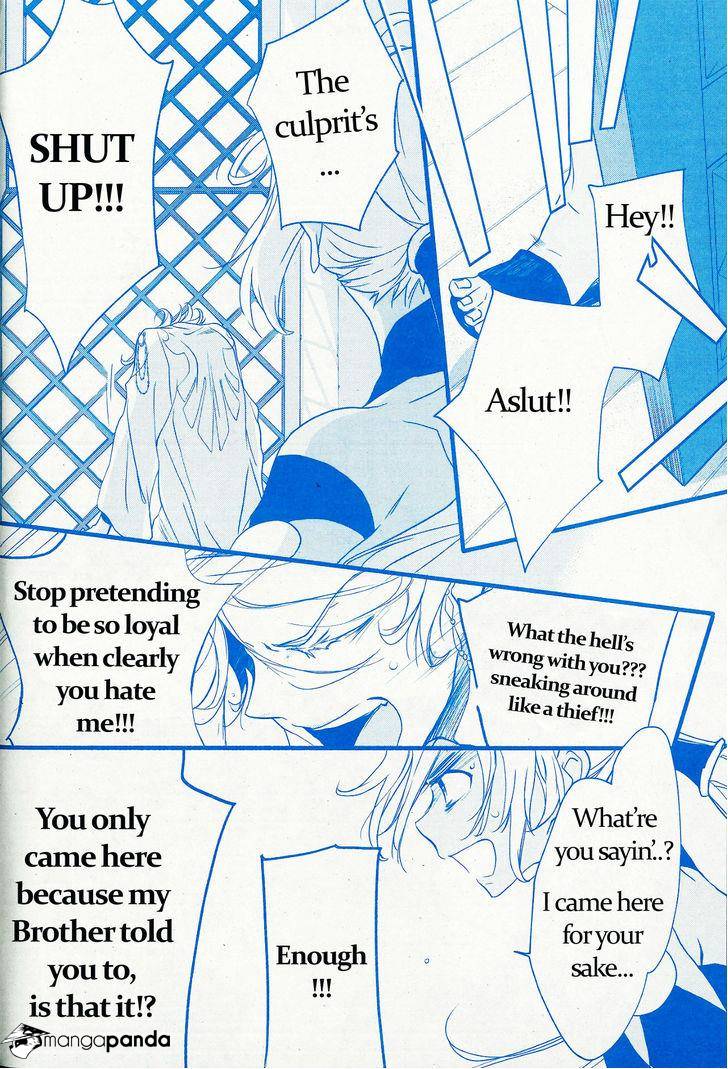 Hey!!
Aslut!!
The
culprit's
...
SHUT
UP!!!
What the hell's
wrong with you???
sneaking around
like a thief!!!
Stop pretending
to be so loyal
when clearly
you hate
me!!!
What're
you sayin'..?
I came here
for your
sake...
Enough
!!!
You only
came here
because my
Brother told
you to,
is that it!?
mangapanda